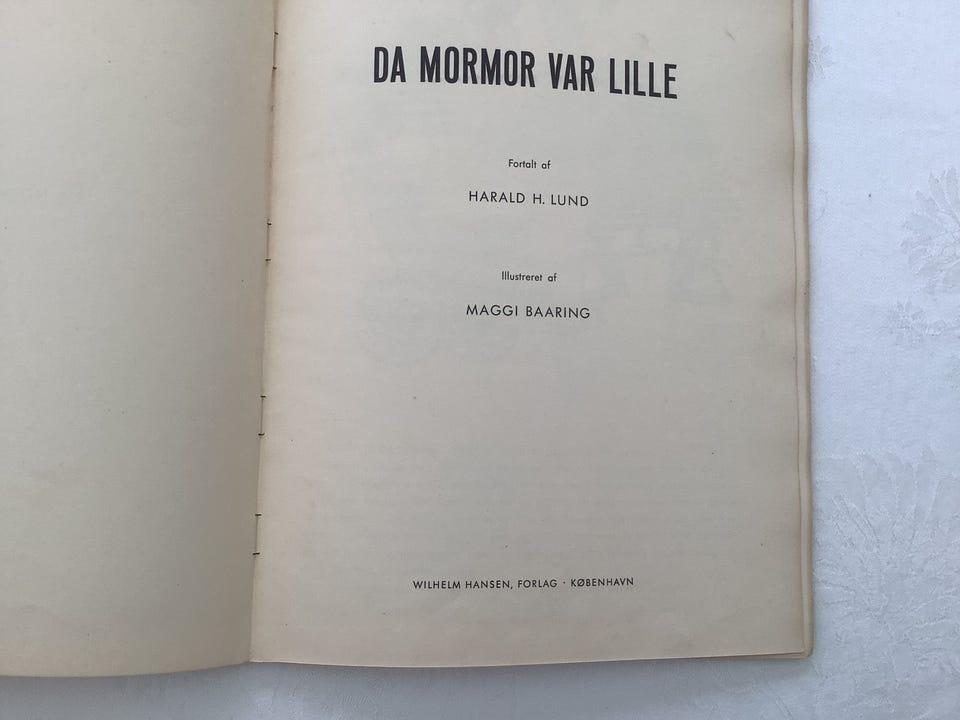 DA MORMOR VAR LILLE
Fortalt af
HARALD H. LUND
Illustreret af
MAGGI BAARING
WILHELM HANSEN, FORLAG · KØBENHAVN